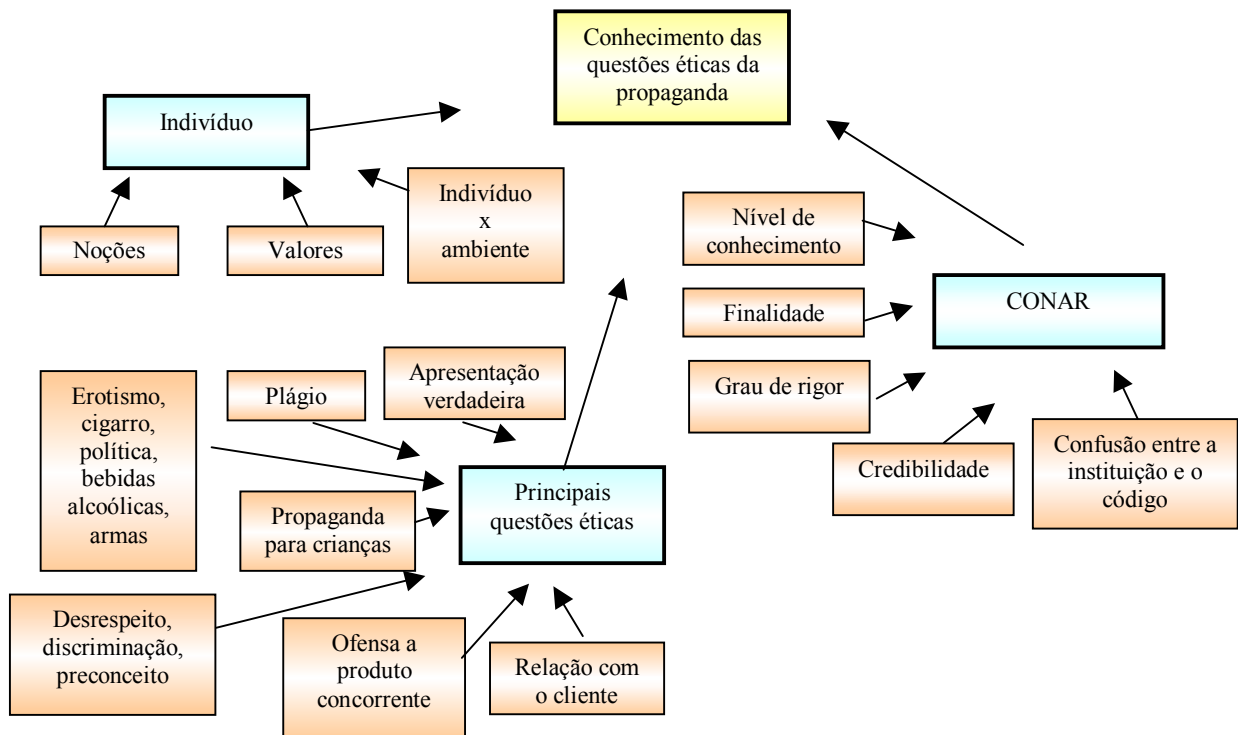 Conhecimento das
questões éticas da
propaganda
Indivíduo
Indivíduo
x
ambiente
Noções
Valores
Nível de
conhecimento
Finalidade
CONAR
Grau de rigor
Credibilidade
Confusão entre a
instituição e o
código
Erotismo,
cigarro,
política,
bebidas
alcoólicas,
armas
Plágio
Apresentação
verdadeira
Principais
questões éticas
Propaganda
para crianças
Desrespeito,
discriminação,
preconceito
Ofensa a
produto
concorrente
Relação com
o cliente